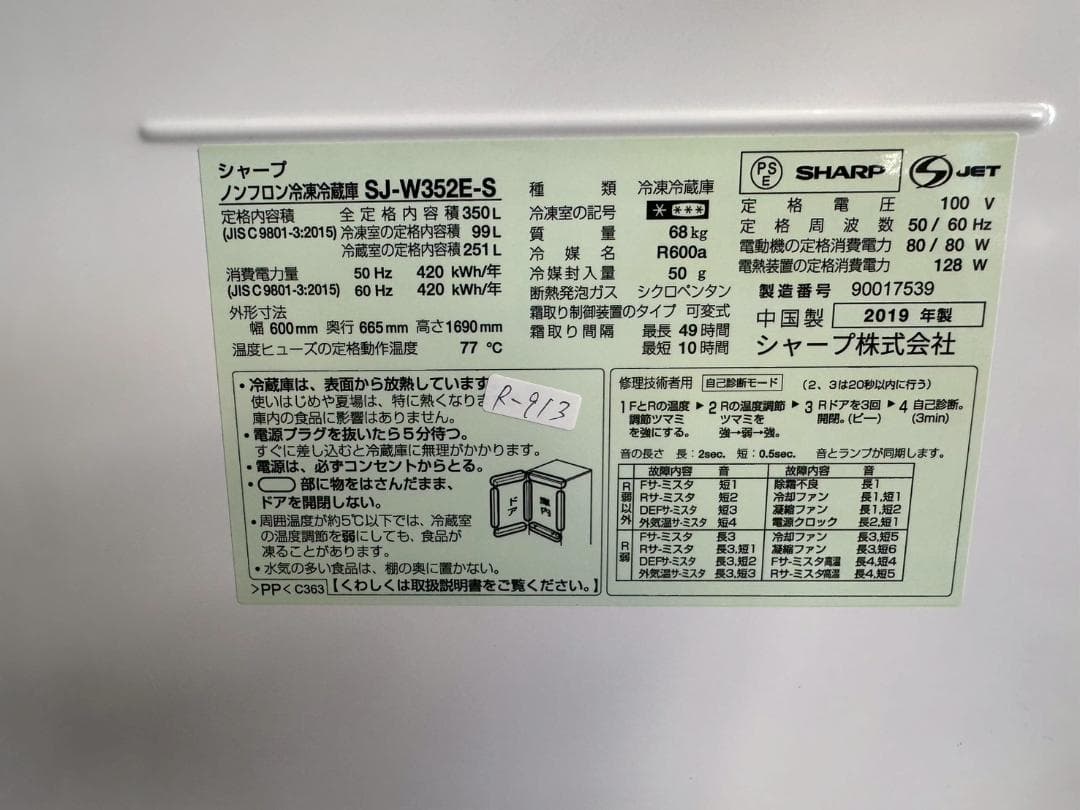 シャープ
ノンフロン冷凍冷蔵庫 SJ-W352E-S
定格内容積 全定格内容積 350L
(JIS C 9801-3:2015) 冷凍室の定格内容積 99L
冷蔵室の定格内容積 251L
消費電力量 50 Hz 420 kWh/年
(JIS C 9801-3:2015) 60 Hz 420 kWh/年
外形寸法
幅 600mm 奥行 665mm 高さ 1690mm
温度ヒューズの定格動作温度 77 ℃
種類 冷凍冷蔵庫
冷凍室の記号
質量 68kg
冷媒名 R600a
冷媒封入量 50 g
断熱発泡ガス シクロペンタン
霜取り制御装置のタイプ 可変式
霜取り間隔 最長 49時間
最短 10時間
PS
E
SHARP
JET
定格電圧 100 V
定格周波数 50 / 60 Hz
電動機の定格消費電力 80 / 80 W
電熱装置の定格消費電力 128 W
製造番号 90017539
中国製 2019 年製
シャープ株式会社
・冷蔵庫は、表面から放熱しています
使いはじめや夏場は、特に熱くなりま
庫内の食品に影響はありません。
・電源プラグを抜いたら5分待つ。
すぐに差し込むと冷蔵庫に無理がかかります。
・電源は、必ずコンセントからとる。
・ 部に物をはさんだまま、
ドアを開閉しない。
・周囲温度が約5℃以下では、冷蔵室
の温度調節を弱にしても、食品が
凍ることがあります。
・水気の多い食品は、棚の奥に置かない。
ドア
庫内
>PP< C363 【くわしくは取扱説明書をご覧ください。】
R-913
修理技術者用 自己診断モード (2、3は20秒以内に行う)
1 FとRの温度調節ツマミを強にする。 ▶ 2 Rの温度調節ツマミを強→弱→強。 ▶ 3 Rドアを3回開閉。(ピー) ▶ 4 自己診断。(3min)
音の長さ 長:2sec. 短:0.5sec. 音とランプが同期します。
故障内容 音 故障内容 音
R弱以外
Fサーミスタ 短1 除霜不良 長1
Rサーミスタ 短2 冷却ファン 長1,短1
DEFサーミスタ 短3 凝縮ファン 長1,短2
外気温サーミスタ 短4 電源クロック 長2,短1
R弱
Fサーミスタ 長3 冷却ファン 長3,短5
Rサーミスタ 長3,短1 凝縮ファン 長3,短6
DEFサーミスタ 長3,短2 Fサーミスタ高温 長4,短4
外気温サーミスタ 長3,短3 Rサーミスタ高温 長4,短5